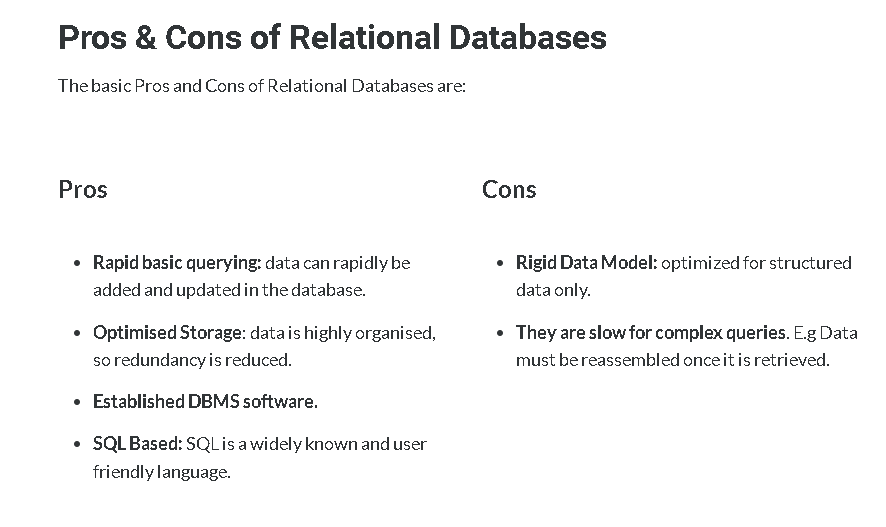 Pros & Cons of Relational Databases
The basic Pros and Cons of Relational Databases are:
Pros
Rapid basic querying: data can rapidly be
added and updated in the database.
Optimised Storage: data is highly organised,
so redundancy is reduced.
Established DBMS software.
SQL Based: SQL is a widely known and user
friendly language.
Cons
Rigid Data Model: optimized for structured
data only.
They are slow for complex queries. E.g Data
must be reassembled once it is retrieved.